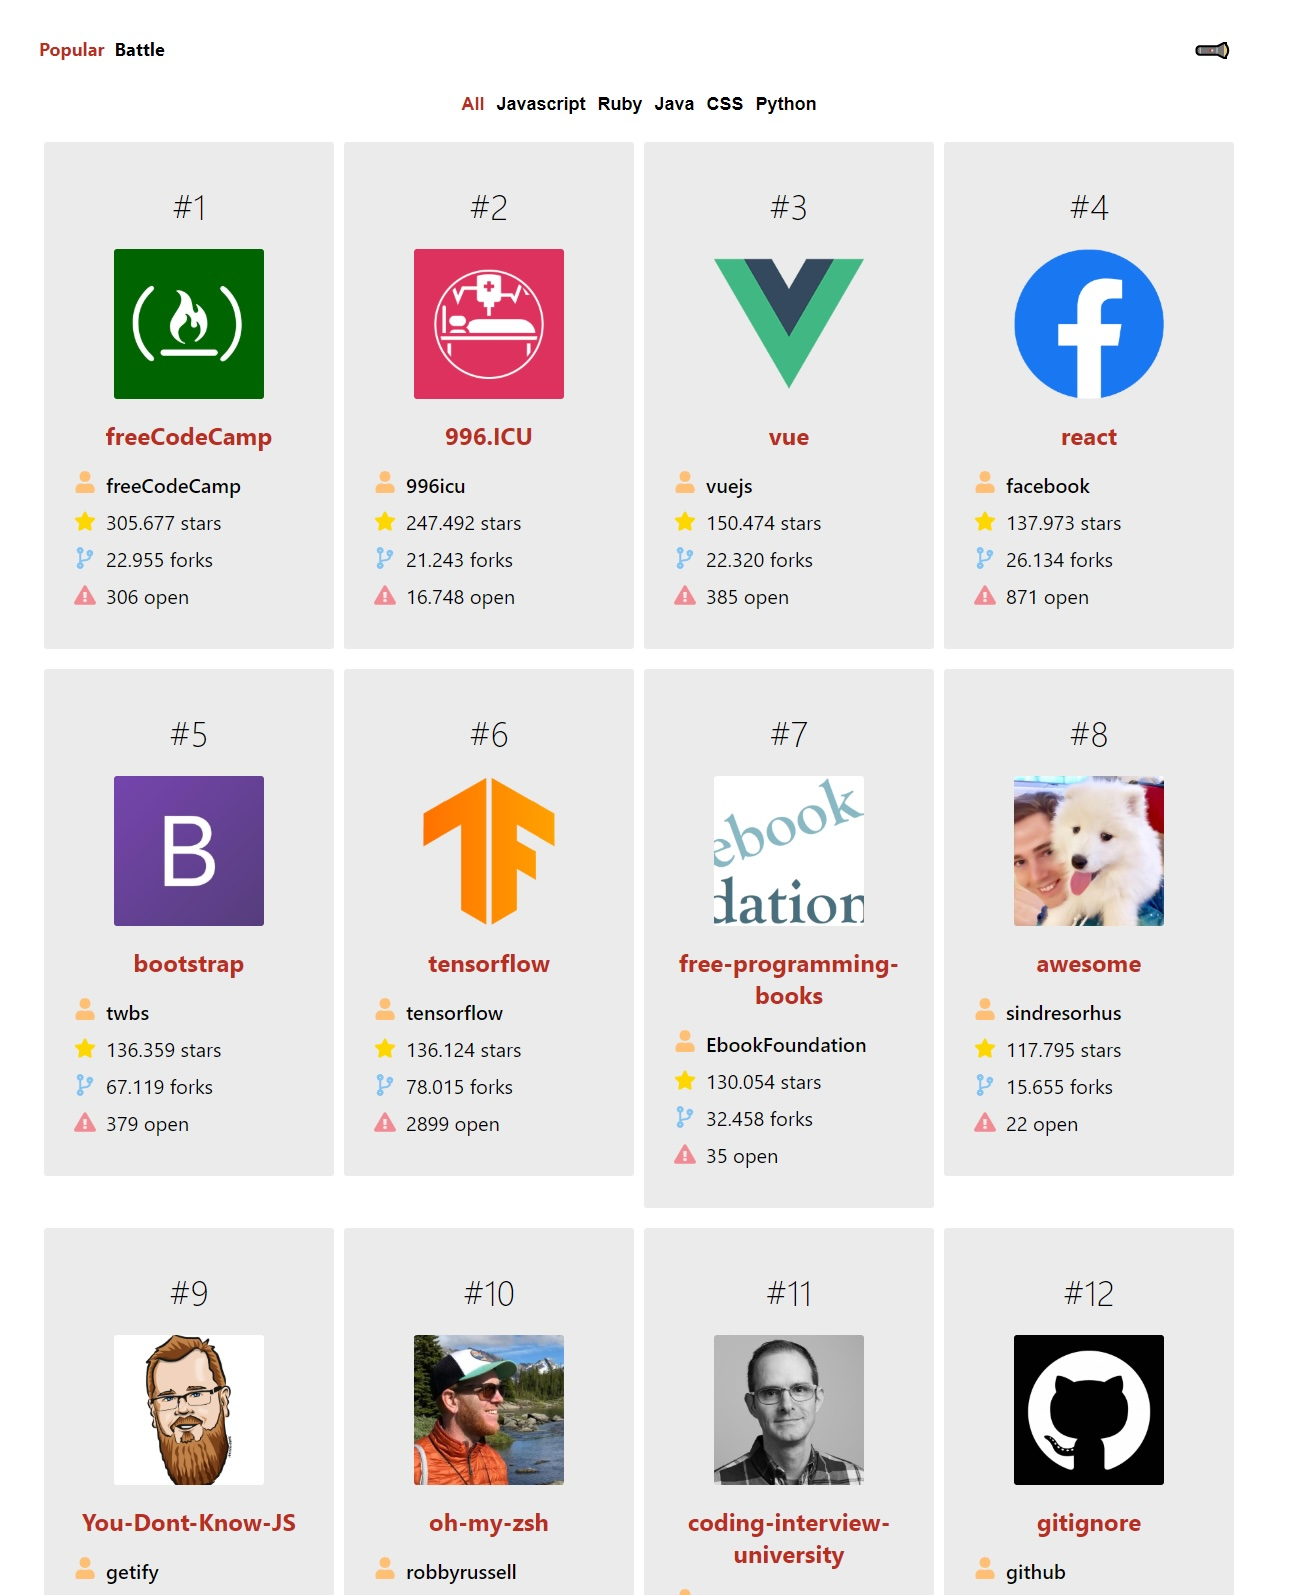 Popular Battle
All Javascript Ruby Java CSS Python
#1
freeCodeCamp
freeCodeCamp
305.677 stars
22.955 forks
306 open
#2
996.ICU
996icu
247.492 stars
21.243 forks
16.748 open
#3
vue
vuejs
150.474 stars
22.320 forks
385 open
#4
react
facebook
137.973 stars
26.134 forks
871 open
#5
B
bootstrap
twbs
136.359 stars
67.119 forks
379 open
#6
tensorflow
tensorflow
136.124 stars
78.015 forks
2899 open
#7
ebook
dation
free-programming-
books
EbookFoundation
130.054 stars
32.458 forks
35 open
#8
awesome
sindresorhus
117.795 stars
15.655 forks
22 open
#9
You-Dont-Know-JS
getify
#10
oh-my-zsh
robbyrussell
#11
coding-interview-
university
#12
gitignore
github